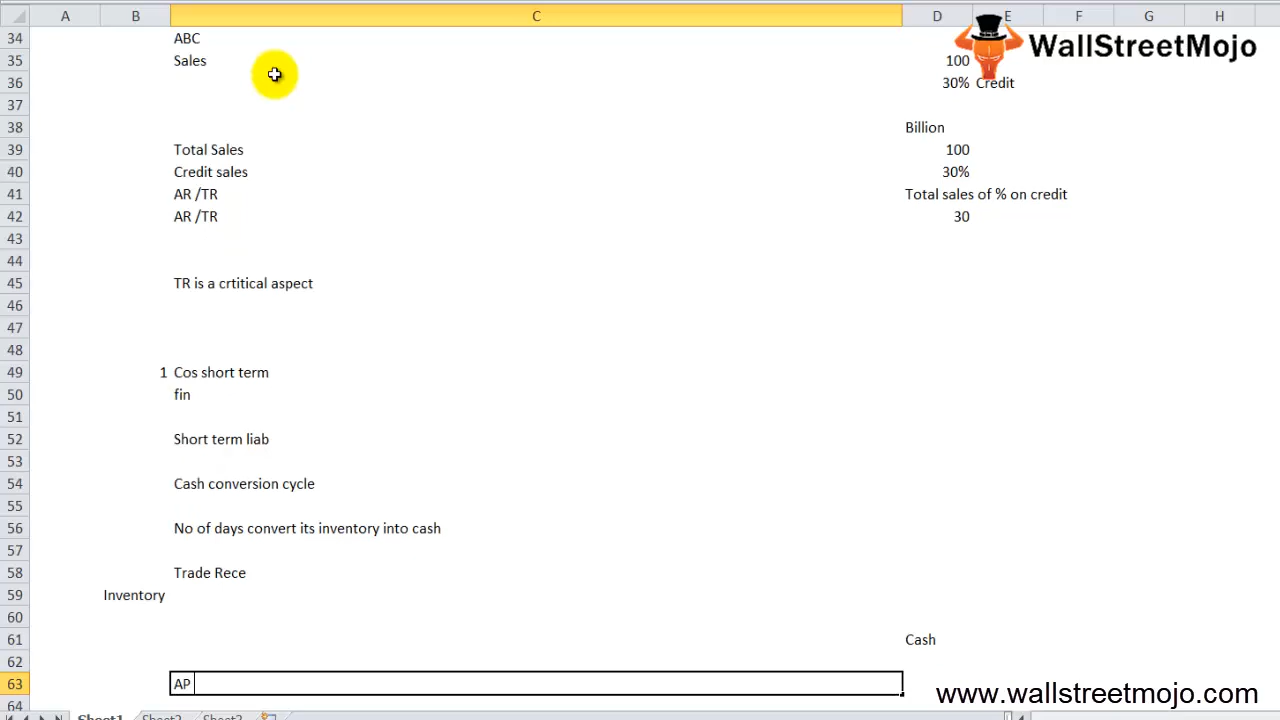 A B C D E F G H
34 ABC
WallStreetMojo
35 Sales 100
36 30% Credit
37
38 Billion
39 Total Sales 100
40 Credit sales 30%
41 AR /TR Total sales of % on credit
42 AR /TR 30
43
44
45 TR is a crtitical aspect
46
47
48
49 1 Cos short term
50 fin
51
52 Short term liab
53
54 Cash conversion cycle
55
56 No of days convert its inventory into cash
57
58 Trade Rece
59 Inventory
60
61 Cash
62
63 AP
www.wallstreetmojo.com
64
Sheet1 Sheet2 Sheet3